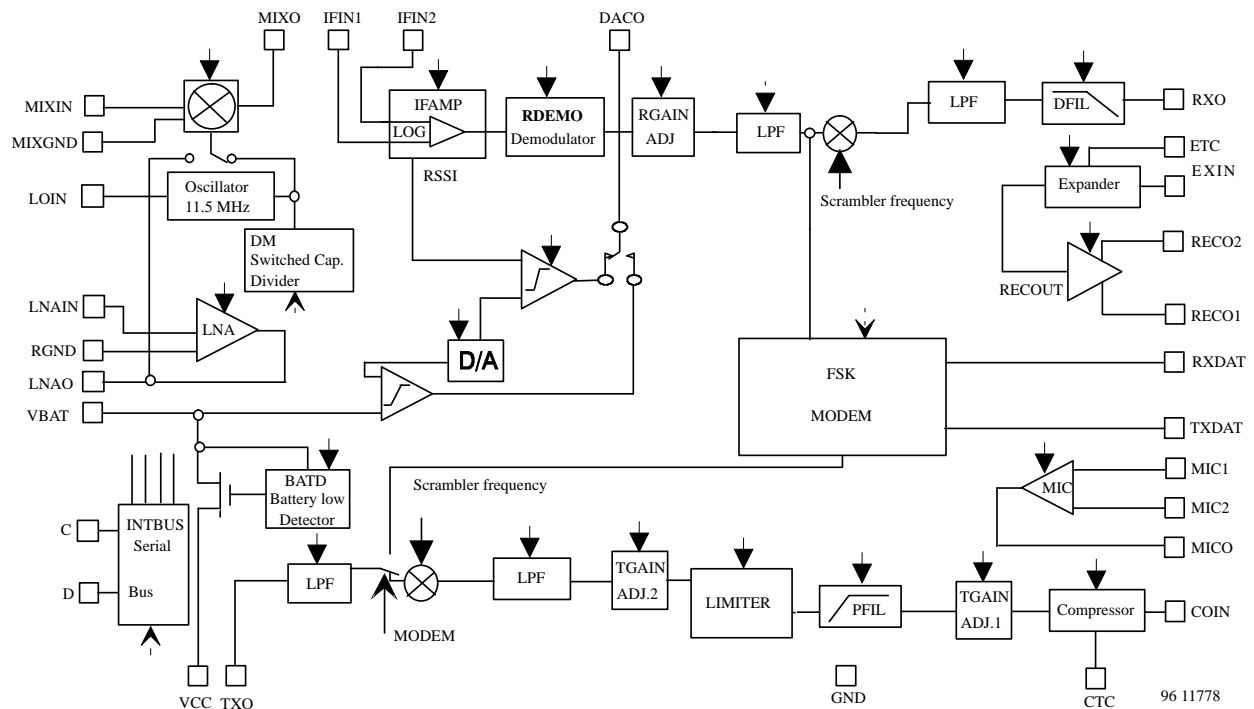 MIXO
IFIN1
IFIN2
DACO
MIXIN
MIXGND
LOIN
LNAIN
RGND
LNAO
VBAT
C
D
VCC
TXO
Oscillator
11.5 MHz
DM
Switched Cap.
Divider
LNA
IFAMP
LOG
RSSI
RDEMO
Demodulator
RGAIN
ADJ
LPF
Scrambler frequency
LPF
DFIL
RXO
ETC
EXIN
Expander
RECO2
RECOUT
RECO1
D/A
FSK
MODEM
RXDAT
TXDAT
MIC
MIC1
MIC2
MICO
BATD
Battery low
Detector
INTBUS
Serial
Bus
Scrambler frequency
LPF
MODEM
LPF
TGAIN
ADJ.2
LIMITER
PFIL
TGAIN
ADJ.1
Compressor
COIN
GND
CTC
96 11778